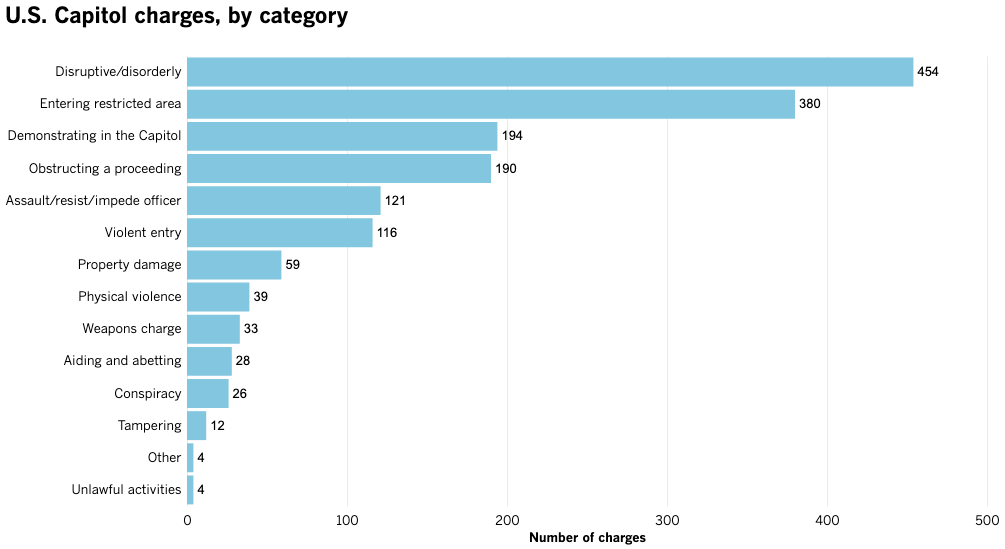 U.S. Capitol charges, by category
Disruptive/disorderly 454
Entering restricted area 380
Demonstrating in the Capitol 194
Obstructing a proceeding 190
Assault/resist/impede officer 121
Violent entry 116
Property damage 59
Physical violence 39
Weapons charge 33
Aiding and abetting 28
Conspiracy 26
Tampering 12
Other 4
Unlawful activities 4
0 100 200 300 400 500
Number of charges